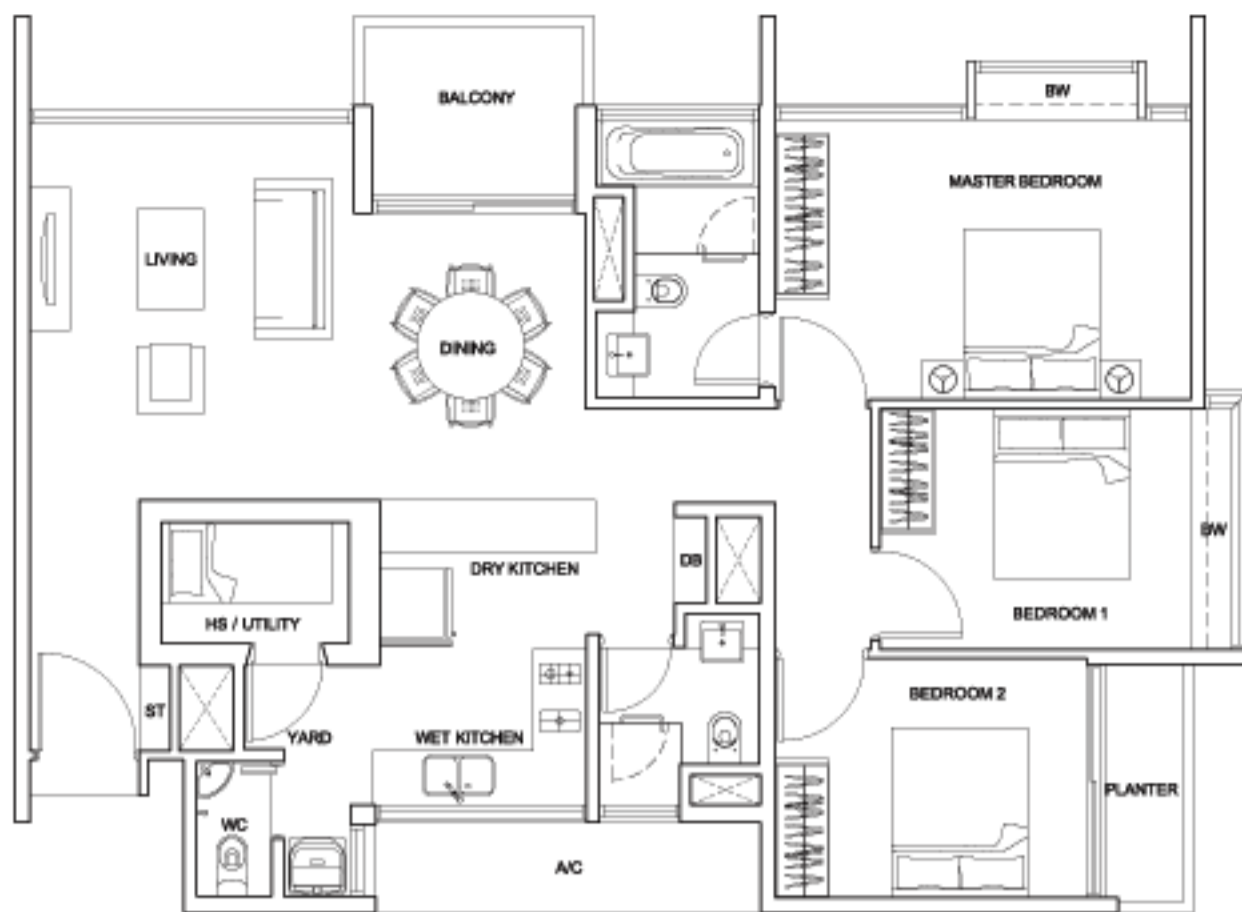 BALCONY
BW
MASTER BEDROOM
LIVING
DINING
BW
DB
DRY KITCHEN
HS / UTILITY
BEDROOM 1
BEDROOM 2
ST
YARD
WET KITCHEN
PLANTER
WC
A/C